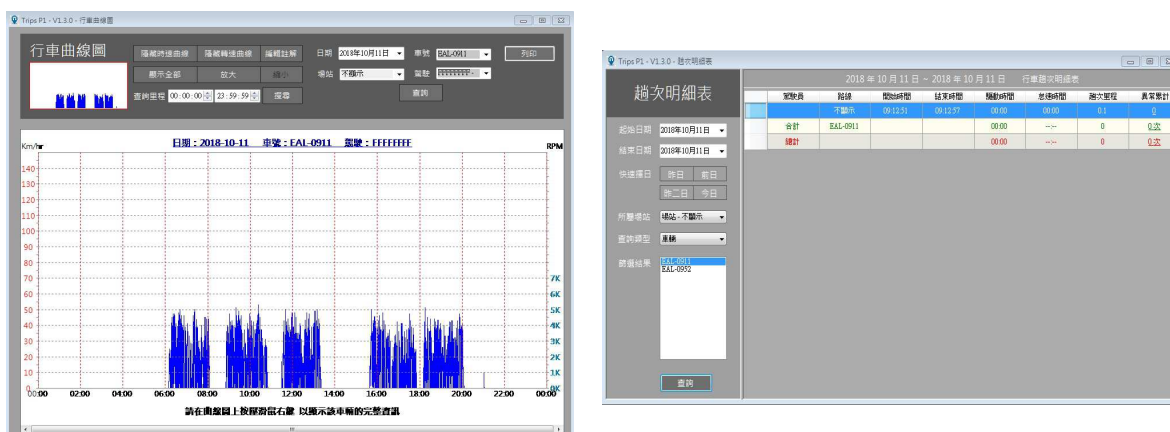 Trips P1 - V1.3.0 - 行車曲線圖
行車曲線圖
隱藏時速曲線 隱藏轉速曲線 編輯註解
日期 2018年10月11日 車號 EAL-0911 列印
顯示全部 放大 縮小
場站 不顯示 駕駛 FFFFFFFF
查詢里程 00:00:00 23:59:59 搜尋
查詢
Km/hr 日期：2018-10-11 車號：EAL-0911 駕駛：FFFFFFFF RPM
140
130
120
110
100
90
80
70 7K
60 6K
50 5K
40 4K
30 3K
20 2K
10 1K
0 0K
00:00 02:00 04:00 06:00 08:00 10:00 12:00 14:00 16:00 18:00 20:00 22:00 00:00
請在曲線圖上按壓滑鼠右鍵 以顯示該車輛的完整資訊
Trips P1 - V1.3.0 - 趟次明細表
趟次明細表
起始日期 2018年10月11日
結束日期 2018年10月11日
快速擇日 昨日 前日
昨二日 今日
所屬場站 場站 - 不顯示
查詢類型 車輛
篩選結果 EAL-0911
EAL-0952
查詢
2018 年 10 月 11 日 ~ 2018 年 10 月 11 日 行車趟次明細表
駕駛員 路線 開始時間 結束時間 驅動時間 怠速時間 趟次里程 異常累計
不顯示 09:12:51 09:12:57 00:00 00:00 0.1 0
合計 EAL-0911 00:00 --:-- 0 0次
總計 00:00 --:-- 0 0次